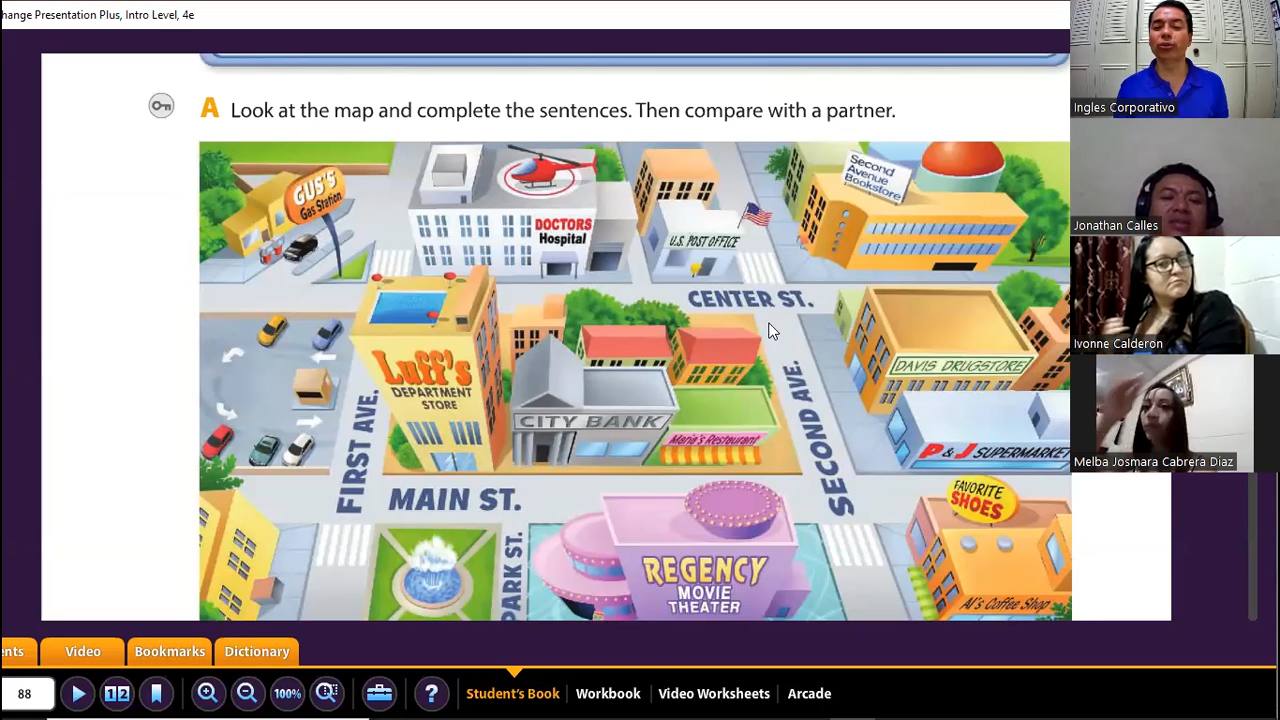 hange Presentation Plus, Intro Level, 4e
A Look at the map and complete the sentences. Then compare with a partner.
GUS'S
Gas Station
DOCTORS
Hospital
U.S. POST OFFICE
Second
Avenue
Bookstore
CENTER ST.
Luff's
DEPARTMENT
STORE
CITY BANK
Maria's Restaurant
DAVIS DRUGSTORE
P & J SUPERMARKET
FIRST AVE.
SECOND AVE.
MAIN ST.
PARK ST.
REGENCY
MOVIE
THEATER
FAVORITE
SHOES
Al's Coffee Shop
Ingles Corporativo
Jonathan Calles
Ivonne Calderon
Melba Josmara Cabrera Diaz
ents
Video
Bookmarks
Dictionary
88
1 2
100%
?
Student's Book
Workbook
Video Worksheets
Arcade